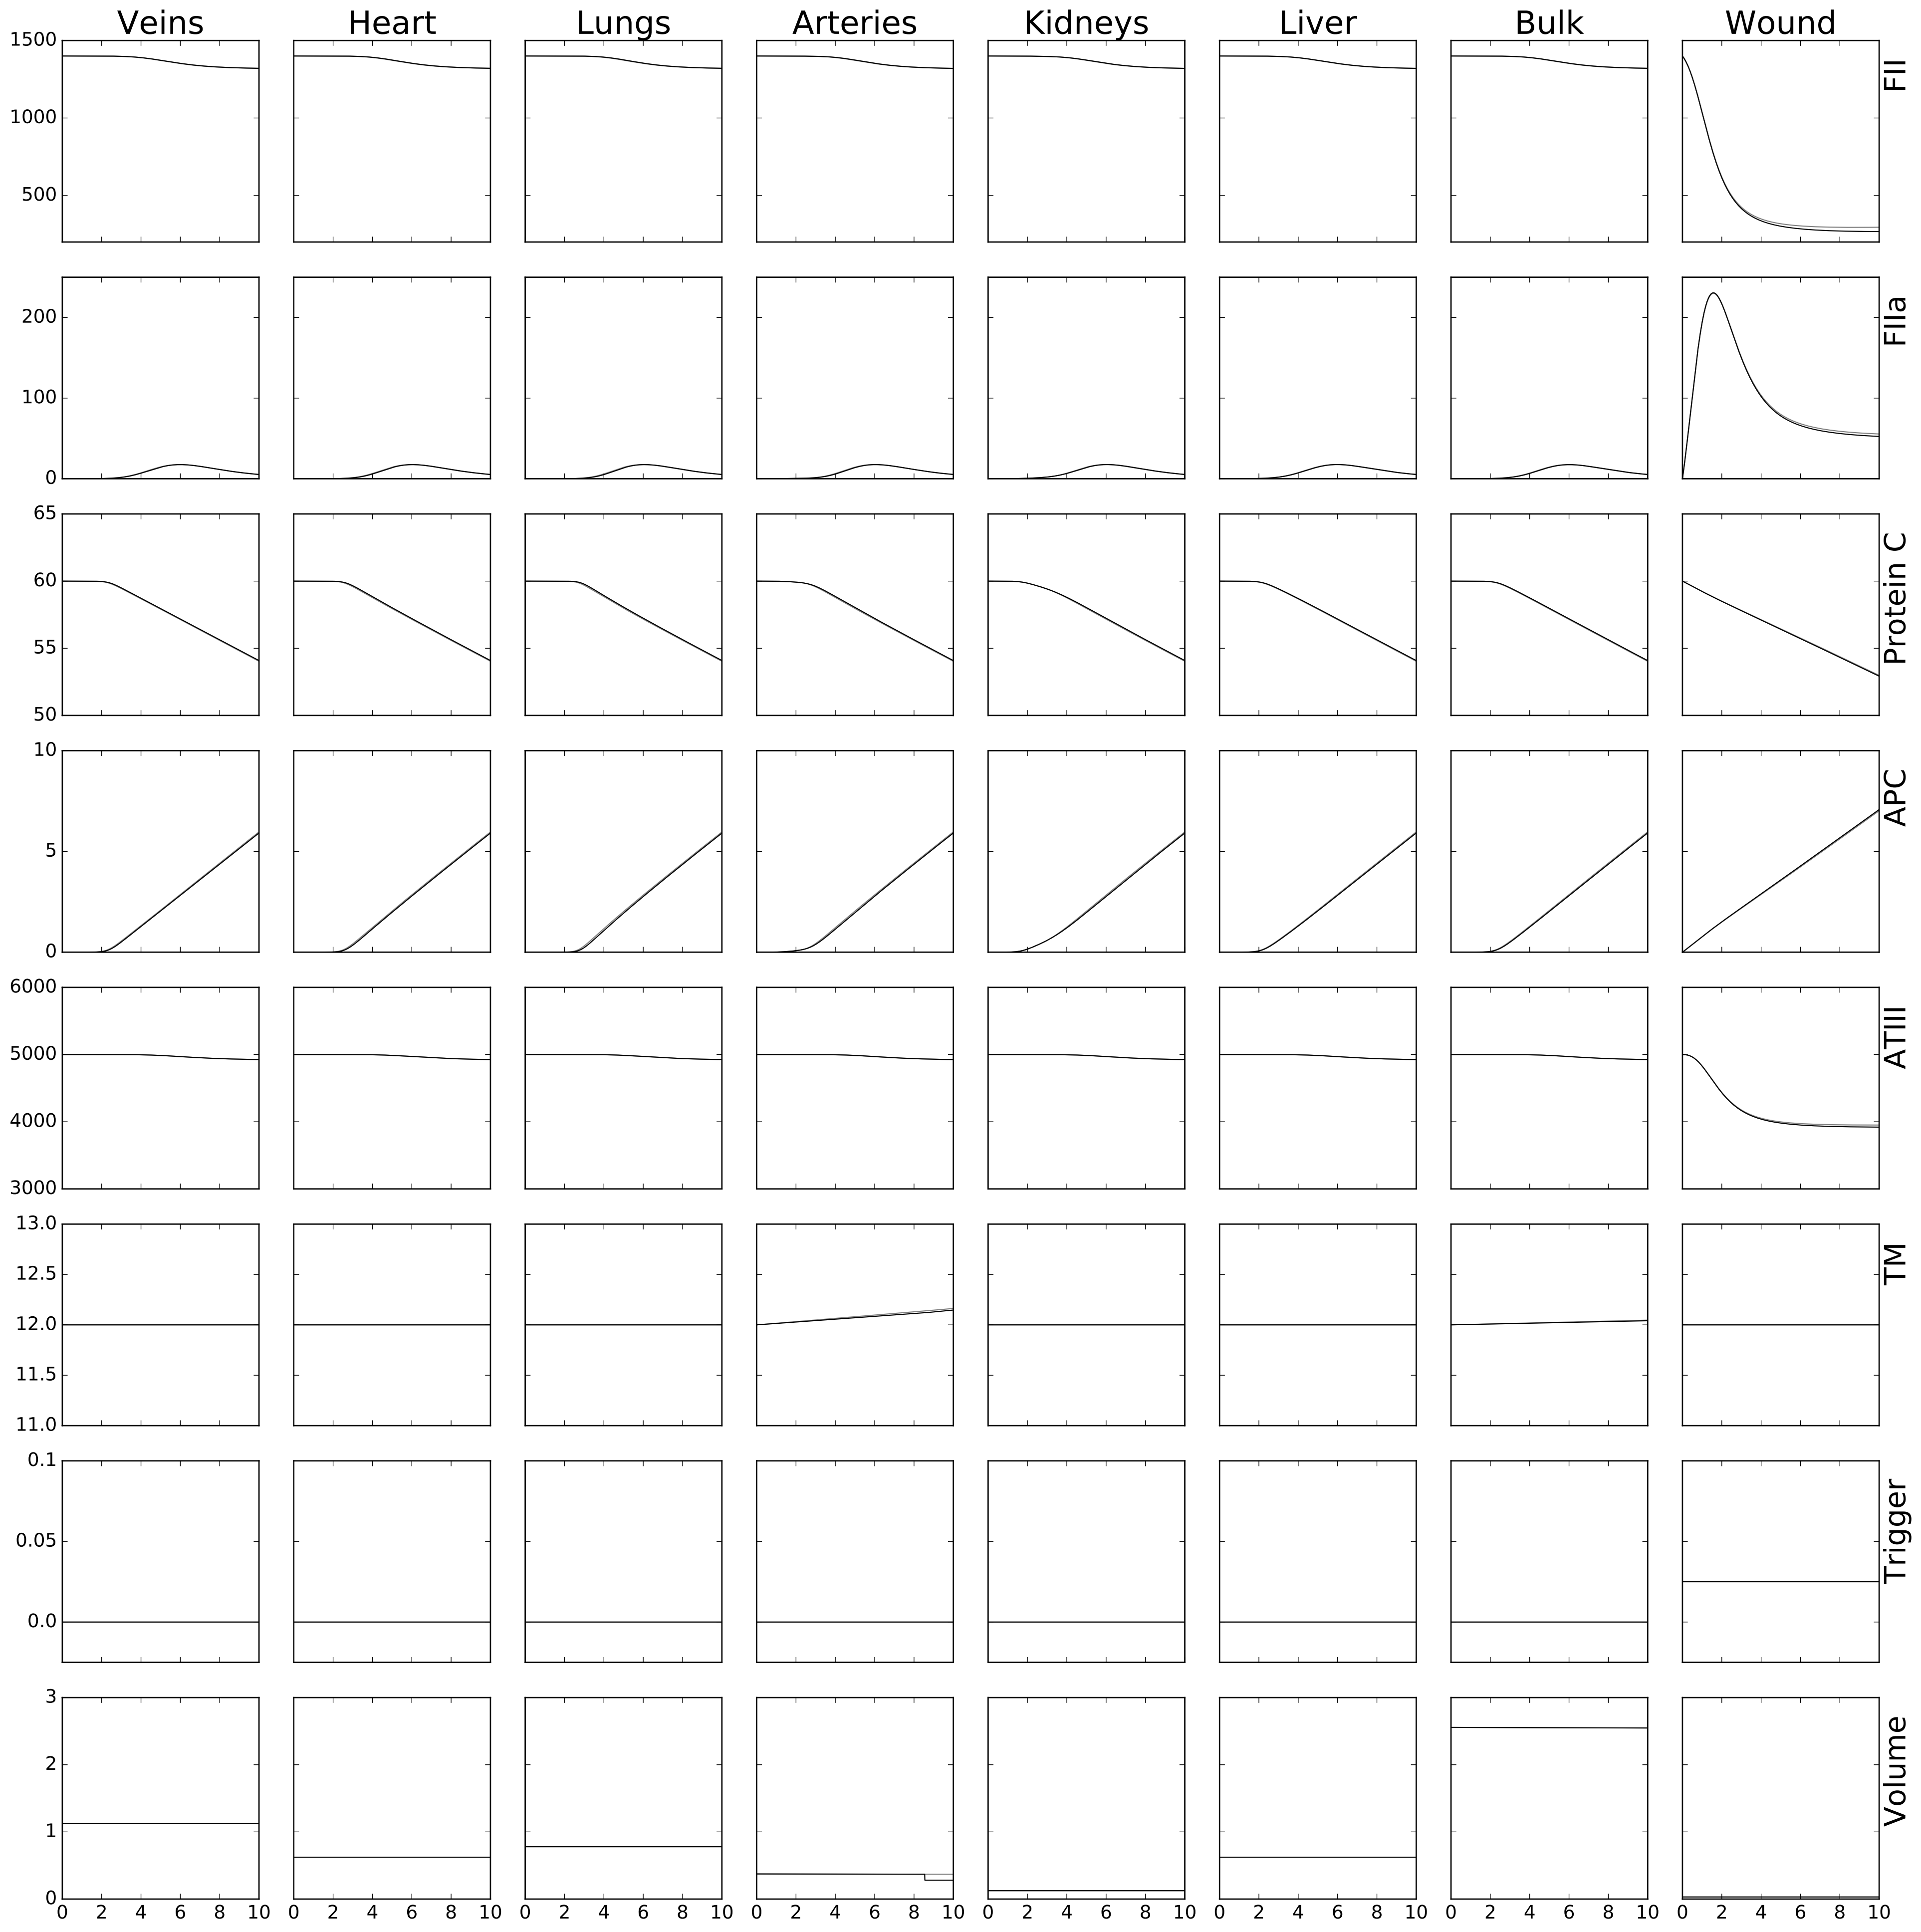 Veins Heart Lungs Arteries Kidneys Liver Bulk Wound
1500
1000
500
FII
200
100
0
FIIa
65
60
55
50
Protein C
10
5
0
APC
6000
5000
4000
3000
ATIII
13.0
12.5
12.0
11.5
11.0
TM
0.1
0.05
0.0
Trigger
3
2
1
0
Volume
0 2 4 6 8 10 0 2 4 6 8 10 0 2 4 6 8 10 0 2 4 6 8 10 0 2 4 6 8 10 0 2 4 6 8 10 0 2 4 6 8 10 0 2 4 6 8 10